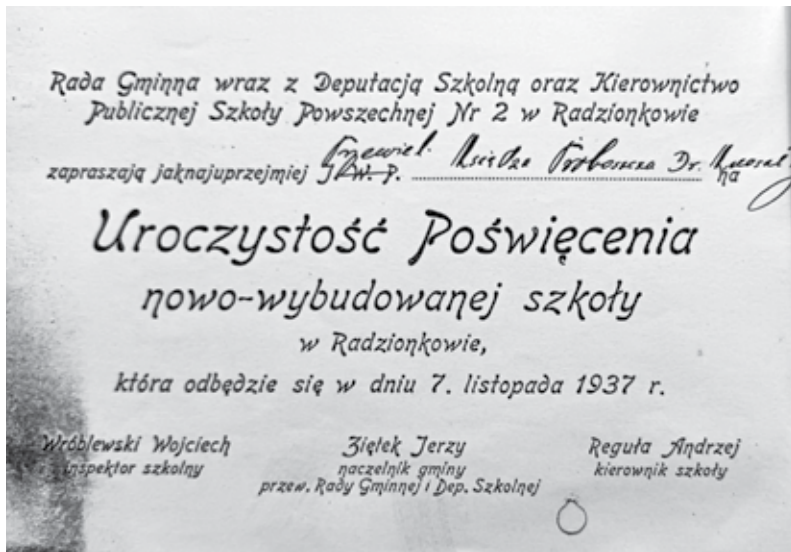 Rada Gminna wraz z Deputacją Szkolną oraz Kierownictwo
Publicznej Szkoły Powszechnej Nr 2 w Radzionkowie
Przewiel. Księdza Proboszcza Dr. Knosałę
zapraszają jaknajuprzejmiej J. W. P. na
Uroczystość Poświęcenia
nowo-wybudowanej szkoły
w Radzionkowie,
która odbędzie się w dniu 7. listopada 1937 r.
Wróblewski Wojciech Ziętek Jerzy Reguła Andrzej
inspektor szkolny naczelnik gminy kierownik szkoły
przew. Rady Gminnej i Dep. Szkolnej